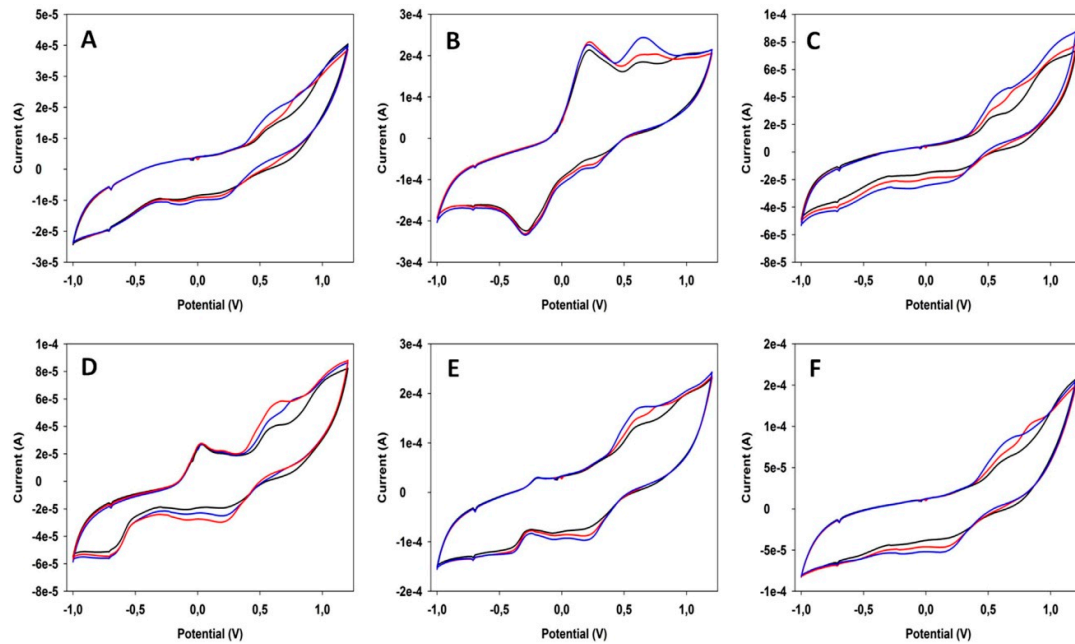 A
5e-5
4e-5
3e-5
2e-5
1e-5
0
-1e-5
-2e-5
-3e-5
Current (A)
-1,0
-0,5
0,0
0,5
1,0
Potential (V)
B
3e-4
2e-4
1e-4
0
-1e-4
-2e-4
-3e-4
Current (A)
-1,0
-0,5
0,0
0,5
1,0
Potential (V)
C
1e-4
8e-5
6e-5
4e-5
2e-5
0
-2e-5
-4e-5
-6e-5
-8e-5
Current (A)
-1,0
-0,5
0,0
0,5
1,0
Potential (V)
D
1e-4
8e-5
6e-5
4e-5
2e-5
0
-2e-5
-4e-5
-6e-5
-8e-5
Current (A)
-1,0
-0,5
0,0
0,5
1,0
Potential (V)
E
3e-4
2e-4
1e-4
0
-1e-4
-2e-4
Current (A)
-1,0
-0,5
0,0
0,5
1,0
Potential (V)
F
2e-4
2e-4
1e-4
5e-5
0
-5e-5
-1e-4
Current (A)
-1,0
-0,5
0,0
0,5
1,0
Potential (V)